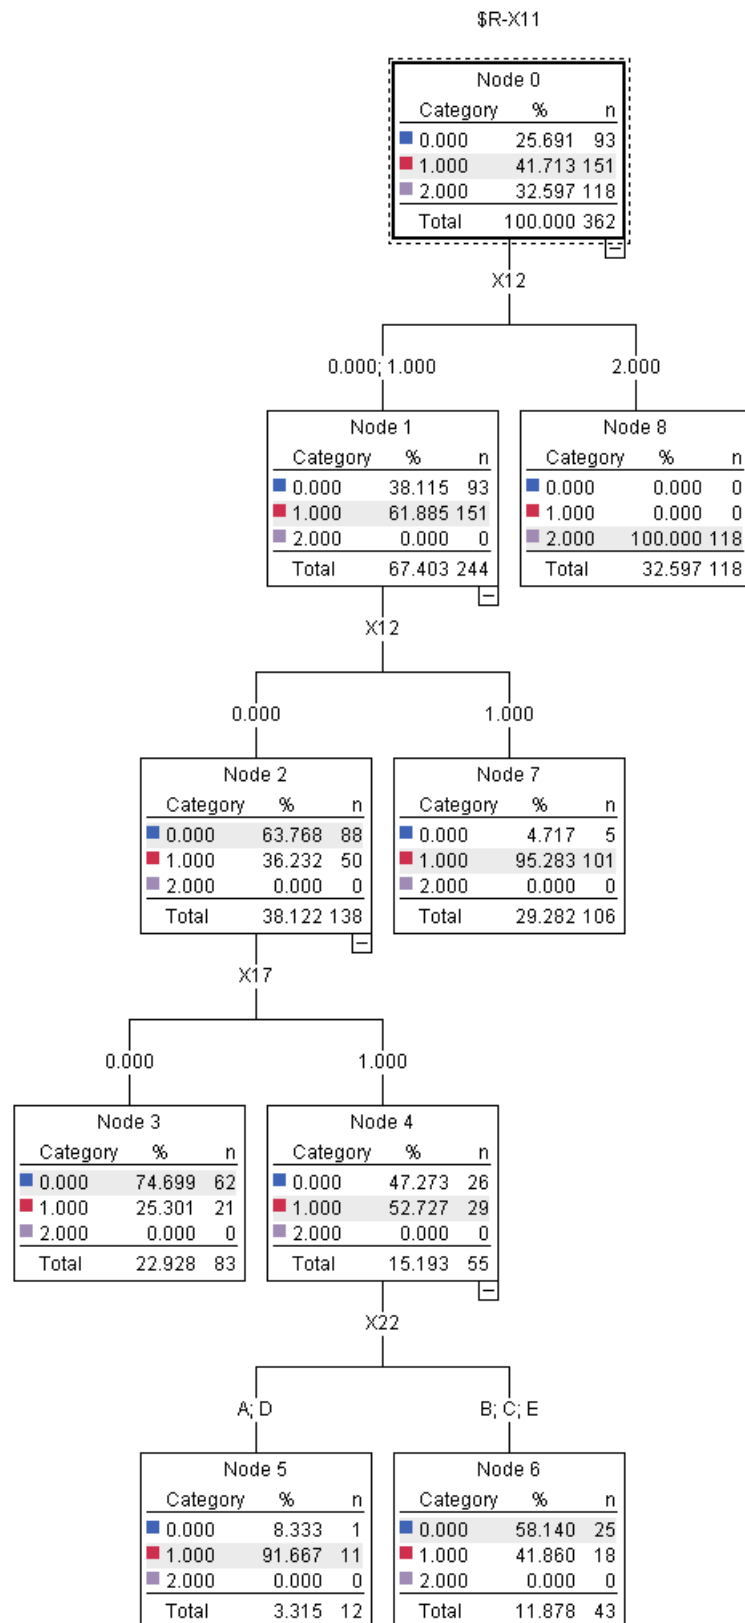 $R-X11
Node 0
Category % n
0.000 25.691 93
1.000 41.713 151
2.000 32.597 118
Total 100.000 362
X12
0.000; 1.000
2.000
Node 1
Category % n
0.000 38.115 93
1.000 61.885 151
2.000 0.000 0
Total 67.403 244
Node 8
Category % n
0.000 0.000 0
1.000 0.000 0
2.000 100.000 118
Total 32.597 118
X12
0.000
1.000
Node 2
Category % n
0.000 63.768 88
1.000 36.232 50
2.000 0.000 0
Total 38.122 138
Node 7
Category % n
0.000 4.717 5
1.000 95.283 101
2.000 0.000 0
Total 29.282 106
X17
0.000
1.000
Node 3
Category % n
0.000 74.699 62
1.000 25.301 21
2.000 0.000 0
Total 22.928 83
Node 4
Category % n
0.000 47.273 26
1.000 52.727 29
2.000 0.000 0
Total 15.193 55
X22
A; D
B; C; E
Node 5
Category % n
0.000 8.333 1
1.000 91.667 11
2.000 0.000 0
Total 3.315 12
Node 6
Category % n
0.000 58.140 25
1.000 41.860 18
2.000 0.000 0
Total 11.878 43